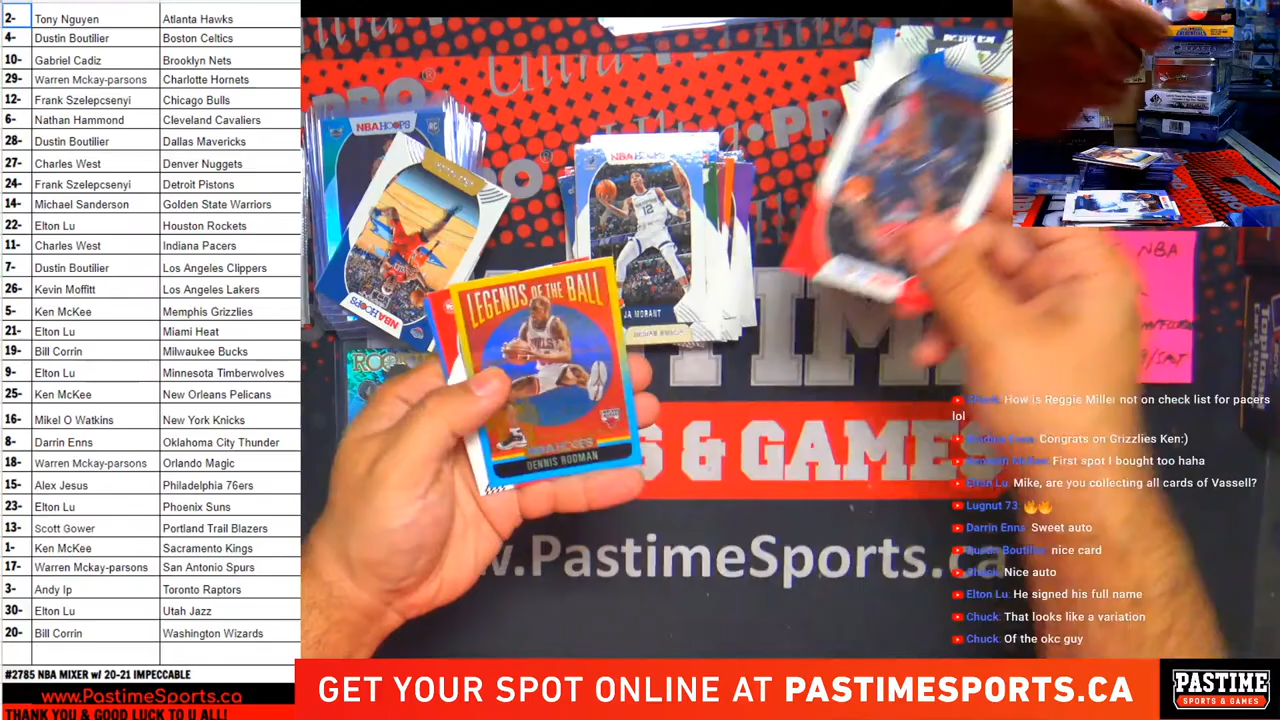 2- Tony Nguyen Atlanta Hawks
4- Dustin Boutilier Boston Celtics
10- Gabriel Cadiz Brooklyn Nets
29- Warren Mckay-parsons Charlotte Hornets
12- Frank Szelepcsenyi Chicago Bulls
6- Nathan Hammond Cleveland Cavaliers
28- Dustin Boutilier Dallas Mavericks
27- Charles West Denver Nuggets
24- Frank Szelepcsenyi Detroit Pistons
14- Michael Sanderson Golden State Warriors
22- Elton Lu Houston Rockets
11- Charles West Indiana Pacers
7- Dustin Boutilier Los Angeles Clippers
26- Kevin Moffitt Los Angeles Lakers
5- Ken McKee Memphis Grizzlies
21- Elton Lu Miami Heat
19- Bill Corrin Milwaukee Bucks
9- Elton Lu Minnesota Timberwolves
25- Ken McKee New Orleans Pelicans
16- Mikel O Watkins New York Knicks
8- Darrin Enns Oklahoma City Thunder
18- Warren Mckay-parsons Orlando Magic
15- Alex Jesus Philadelphia 76ers
23- Elton Lu Phoenix Suns
13- Scott Gower Portland Trail Blazers
1- Ken McKee Sacramento Kings
17- Warren Mckay-parsons San Antonio Spurs
3- Andy Ip Toronto Raptors
30- Elton Lu Utah Jazz
20- Bill Corrin Washington Wizards
#2785 NBA MIXER w/ 20-21 IMPECCABLE
www.PastimeSports.ca
THANK YOU & GOOD LUCK TO U ALL!
NBA HOOPS
NBA HOOPS
JA MORANT
NBA HOOPS
LEGENDS OF THE BALL
NBA HOOPS
DENNIS RODMAN
NBA
S & GAMES
w.PastimeSports.ca
How is Reggie Miller not on check list for pacers
lol
Congrats on Grizzlies Ken:)
First spot I bought too haha
Elton Lu: Mike, are you collecting all cards of Vassell?
Lugnut 73: 🔥🔥
Darrin Enns: Sweet auto
nice card
Nice auto
Elton Lu: He signed his full name
Chuck: That looks like a variation
Chuck: Of the okc guy
GET YOUR SPOT ONLINE AT PASTIMESPORTS.CA
PASTIME
SPORTS & GAMES